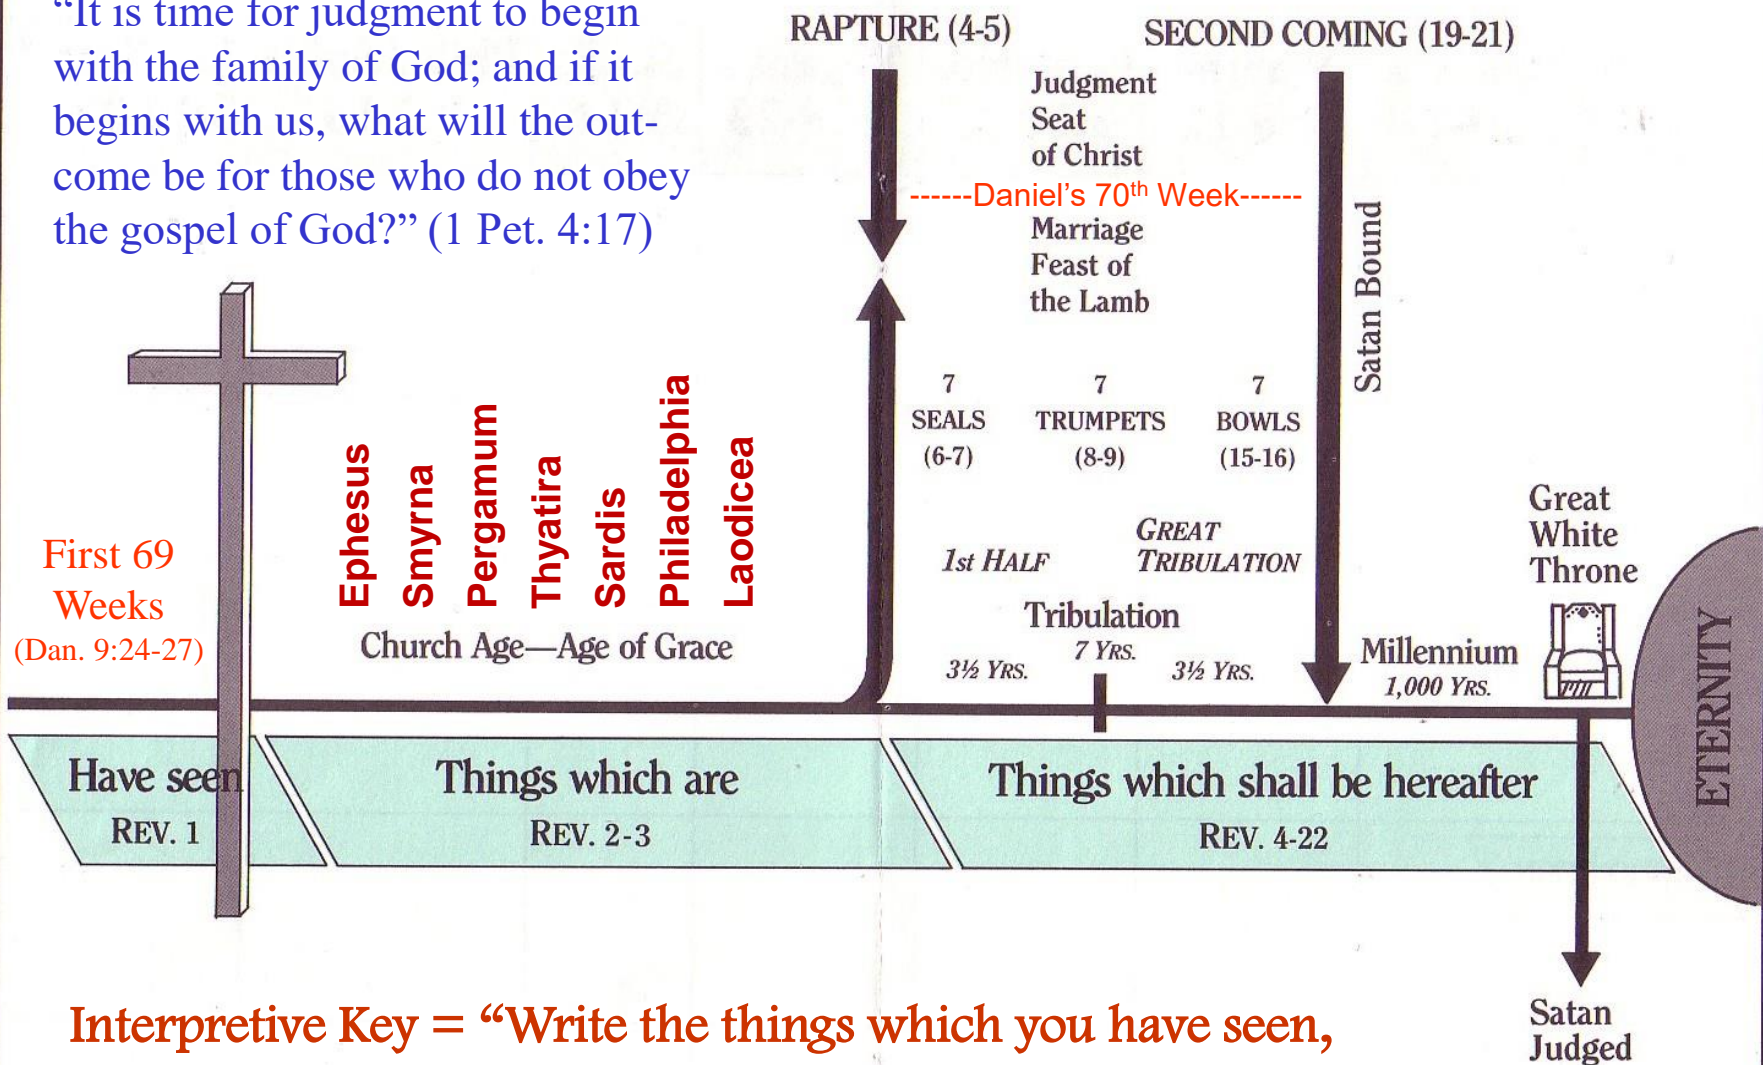 “It is time for judgment to begin
with the family of God; and if it
begins with us, what will the out-
come be for those who do not obey
the gospel of God?” (1 Pet. 4:17)
RAPTURE (4-5)
SECOND COMING (19-21)
Judgment
Seat
of Christ
------Daniel’s 70th Week------
Marriage
Feast of
the Lamb
Satan Bound
7
SEALS
(6-7)
7
TRUMPETS
(8-9)
7
BOWLS
(15-16)
1st HALF
GREAT
TRIBULATION
Tribulation
7 YRS.
3½ YRS.
3½ YRS.
First 69
Weeks
(Dan. 9:24-27)
Ephesus
Smyrna
Pergamum
Thyatira
Sardis
Philadelphia
Laodicea
Church Age—Age of Grace
Millennium
1,000 YRS.
Great
White
Throne
ETERNITY
Have seen
REV. 1
Things which are
REV. 2-3
Things which shall be hereafter
REV. 4-22
Satan
Judged
Interpretive Key = “Write the things which you have seen,